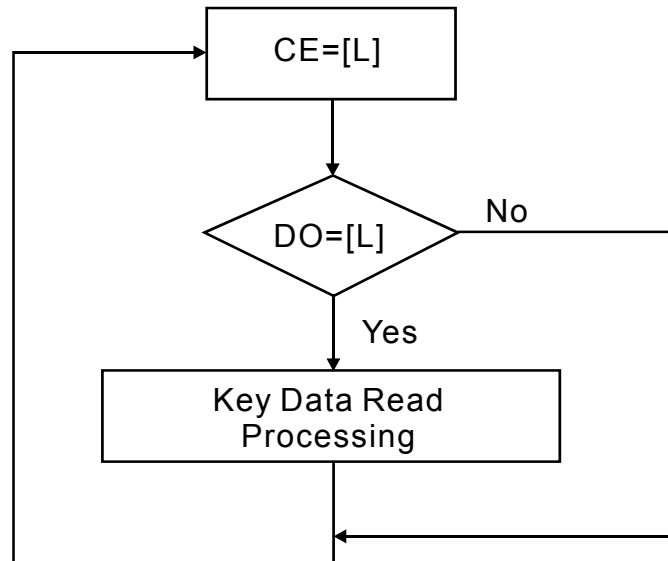 CE=[L]
DO=[L]
No
Yes
Key Data Read
Processing